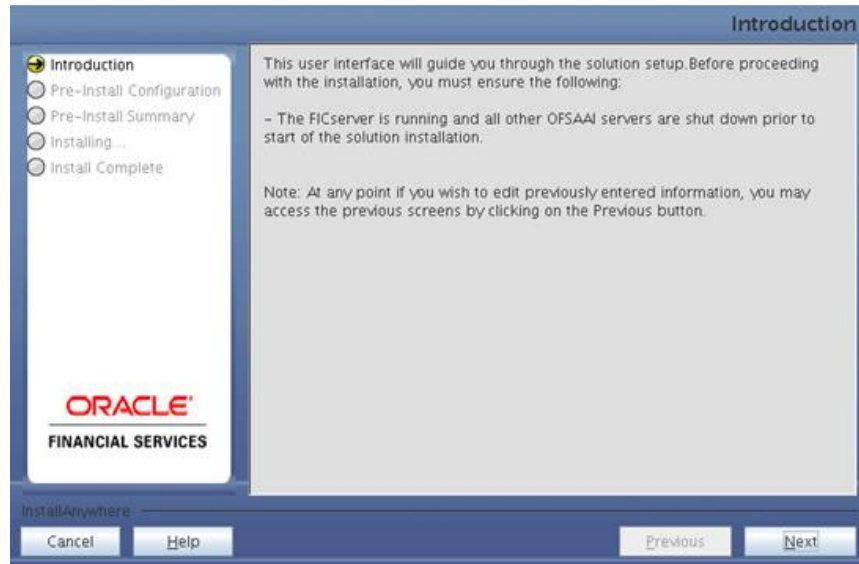 Introduction
Introduction
Pre-Install Configuration
Pre-Install Summary
Installing...
Install Complete
ORACLE'
FINANCIAL SERVICES
This user interface will guide you through the solution setup.Before proceeding
with the installation, you must ensure the following:
- The FICserver is running and all other OFSAAI servers are shut down prior to
start of the solution installation.
Note: At any point if you wish to edit previously entered information, you may
access the previous screens by clicking on the Previous button.
InstallAnywhere
Cancel
Help
Previous
Next